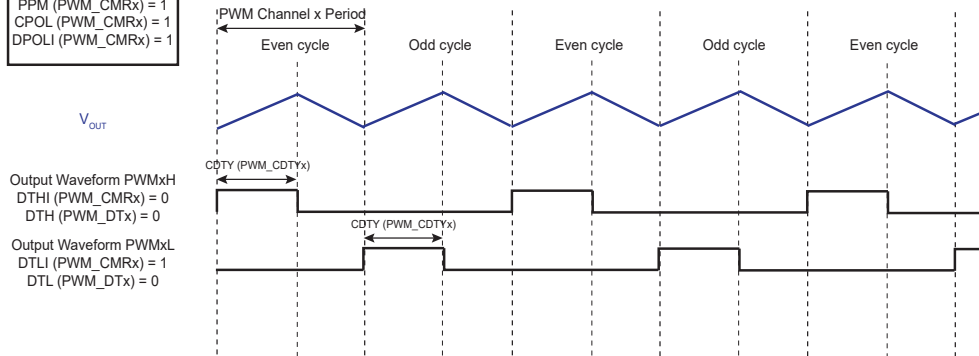 PPM (PWM_CMRx) = 1
CPOL (PWM_CMRx) = 1
DPOLI (PWM_CMRx) = 1
PWM Channel x Period
Even cycle
Odd cycle
Even cycle
Odd cycle
Even cycle
VOUT
CDTY (PWM_CDTYx)
Output Waveform PWMxH
DTHI (PWM_CMRx) = 0
DTH (PWM_DTx) = 0
CDTY (PWM_CDTYx)
Output Waveform PWMxL
DTLI (PWM_CMRx) = 1
DTL (PWM_DTx) = 0